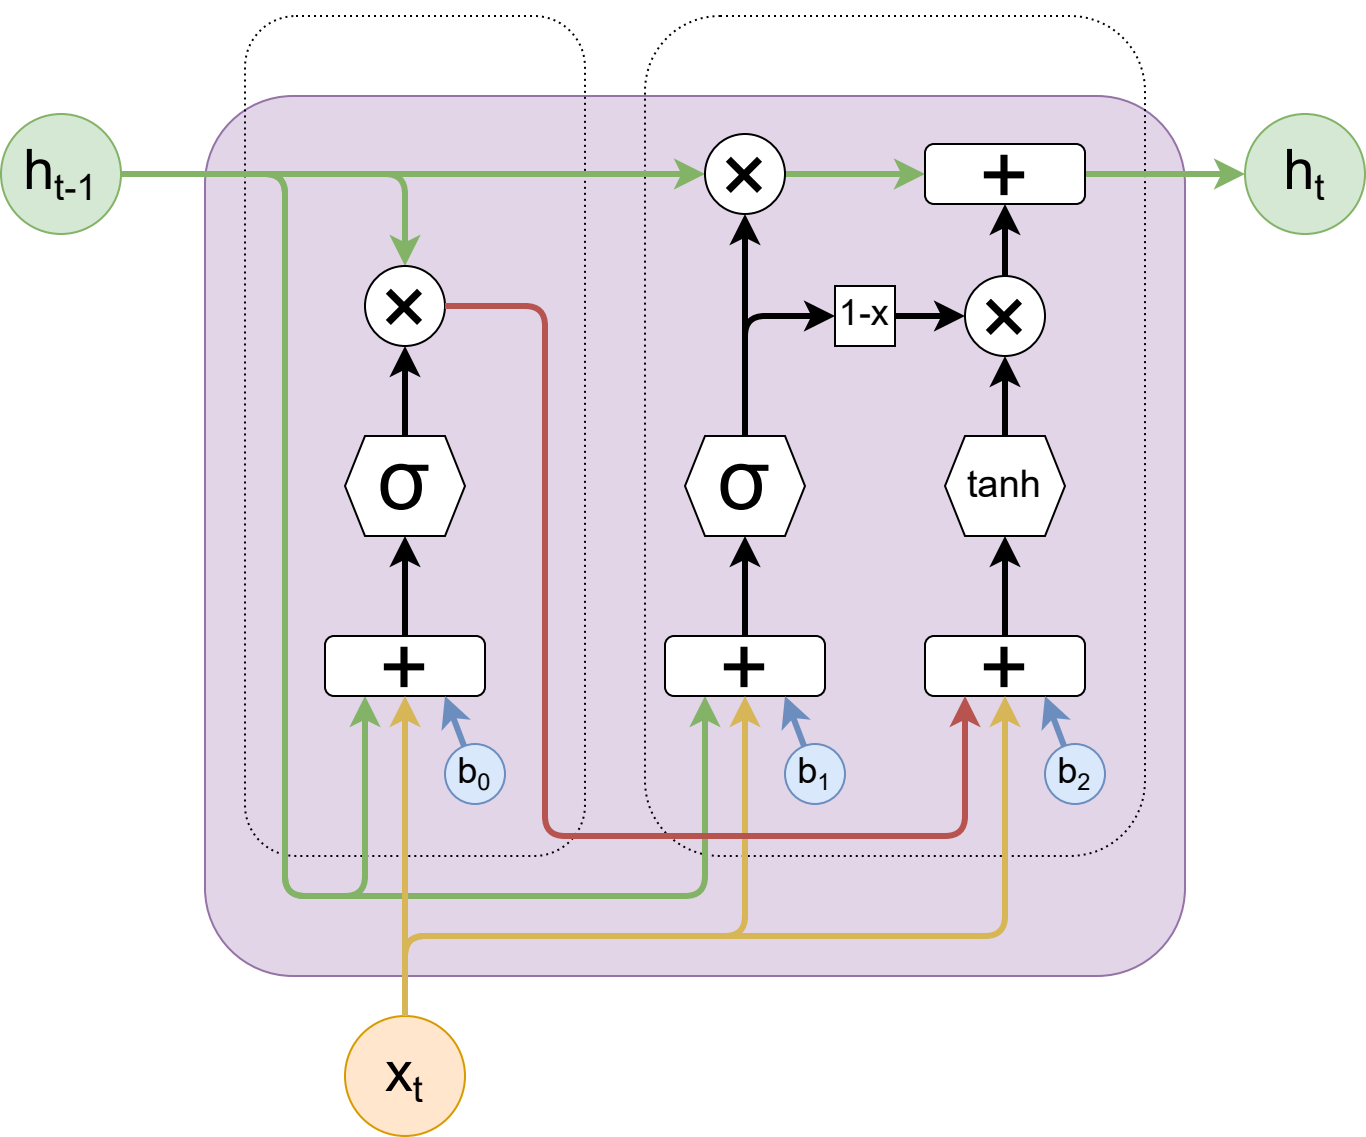 h_{t-1}
×
+
h_t
×
1-x
×
σ
σ
tanh
+
+
+
b_0
b_1
b_2
x_t